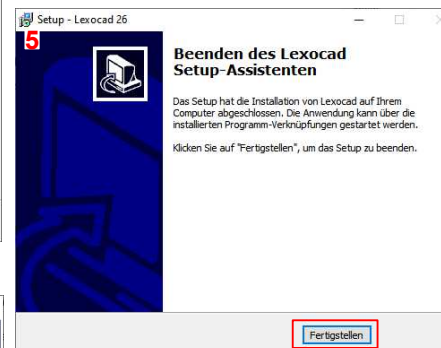 Setup - Lexocad 26
5
Beenden des Lexocad
Setup-Assistenten
Das Setup hat die Installation von Lexocad auf Ihrem
Computer abgeschlossen. Die Anwendung kann über die
installierten Programm-Verknüpfungen gestartet werden.
Klicken Sie auf "Fertigstellen", um das Setup zu beenden.
Fertigstellen